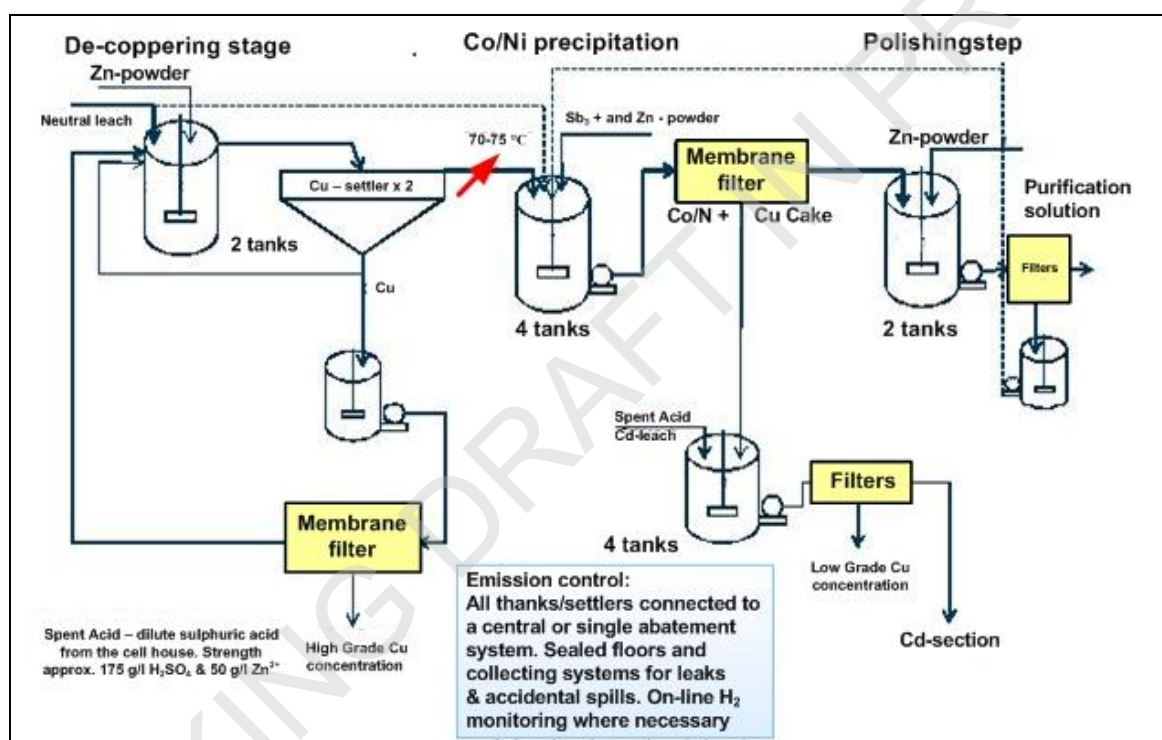 De-coppering stage
Co/Ni precipitation
Polishingstep
Zn-powder
Neutral leach
70-75 °C
Sb₃ + and Zn - powder
Zn-powder
Membrane
filter
Co/N + Cu Cake
Purification
solution
Cu – settler x 2
Filters
2 tanks
4 tanks
2 tanks
Cu
Spent Acid
Cd-leach
Filters
4 tanks
Membrane
filter
Low Grade Cu
concentration
Cd-section
High Grade Cu
concentration
Spent Acid – dilute sulphuric acid
from the cell house. Strength
approx. 175 g/l H₂SO₄ & 50 g/l Zn²⁺
Emission control:
All thanks/settlers connected to
a central or single abatement
system. Sealed floors and
collecting systems for leaks
& accidental spills. On-line H₂
monitoring where necessary
KING DRAFT IN PR